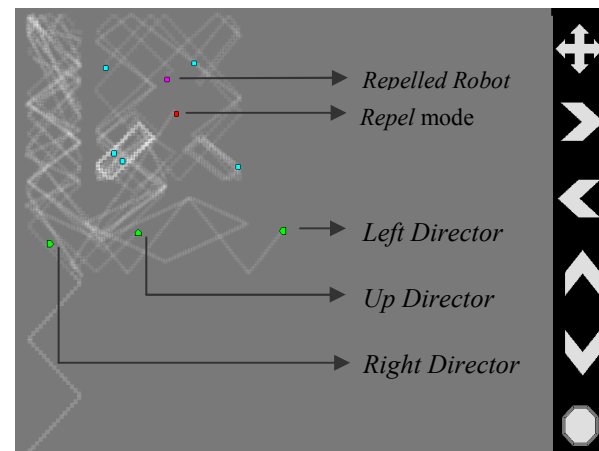 Repelled Robot
Repel mode
Left Director
Up Director
Right Director